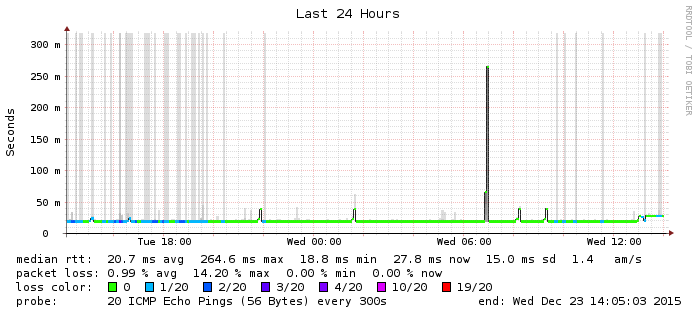 Last 24 Hours
RRDTOOL / TOBI OETIKER
Seconds
300 m
250 m
200 m
150 m
100 m
50 m
0
Tue 18:00 Wed 00:00 Wed 06:00 Wed 12:00
median rtt: 20.7 ms avg 264.6 ms max 18.8 ms min 27.8 ms now 15.0 ms sd 1.4 am/s
packet loss: 0.99 % avg 14.20 % max 0.00 % min 0.00 % now
loss color: 0 1/20 2/20 3/20 4/20 10/20 19/20
probe: 20 ICMP Echo Pings (56 Bytes) every 300s end: Wed Dec 23 14:05:03 2015